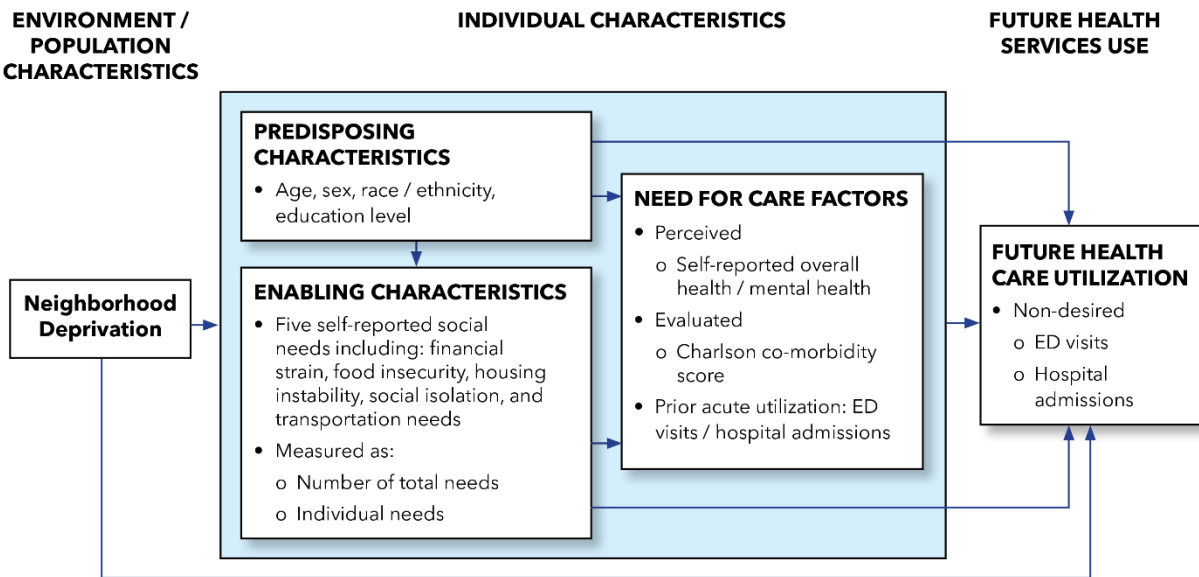 ENVIRONMENT /
POPULATION
CHARACTERISTICS
INDIVIDUAL CHARACTERISTICS
FUTURE HEALTH
SERVICES USE
Neighborhood
Deprivation
PREDISPOSING
CHARACTERISTICS
• Age, sex, race / ethnicity,
education level
ENABLING CHARACTERISTICS
• Five self-reported social
needs including: financial
strain, food insecurity, housing
instability, social isolation, and
transportation needs
• Measured as:
o Number of total needs
o Individual needs
NEED FOR CARE FACTORS
• Perceived
o Self-reported overall
health / mental health
• Evaluated
o Charlson co-morbidity
score
• Prior acute utilization: ED
visits / hospital admissions
FUTURE HEALTH
CARE UTILIZATION
• Non-desired
o ED visits
o Hospital
admissions